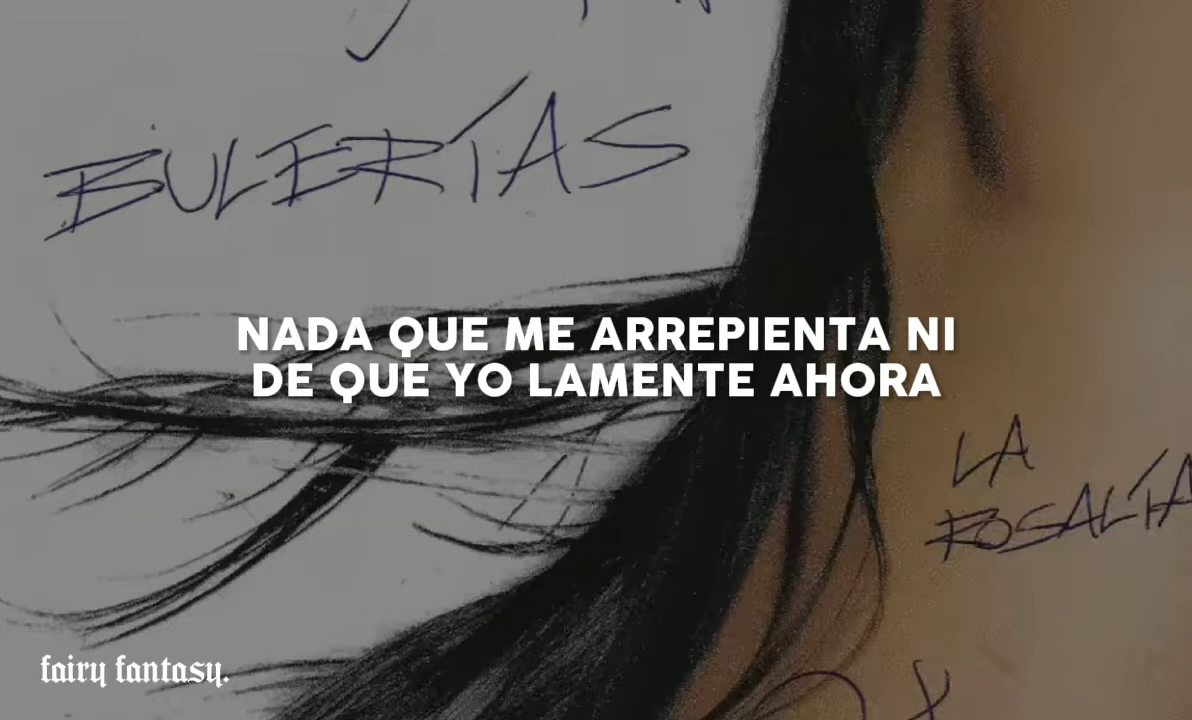 BULERÍAS
NADA QUE ME ARREPIENTA NI
DE QUE YO LAMENTE AHORA
LA
ROSALÍA
fairy fantasy.